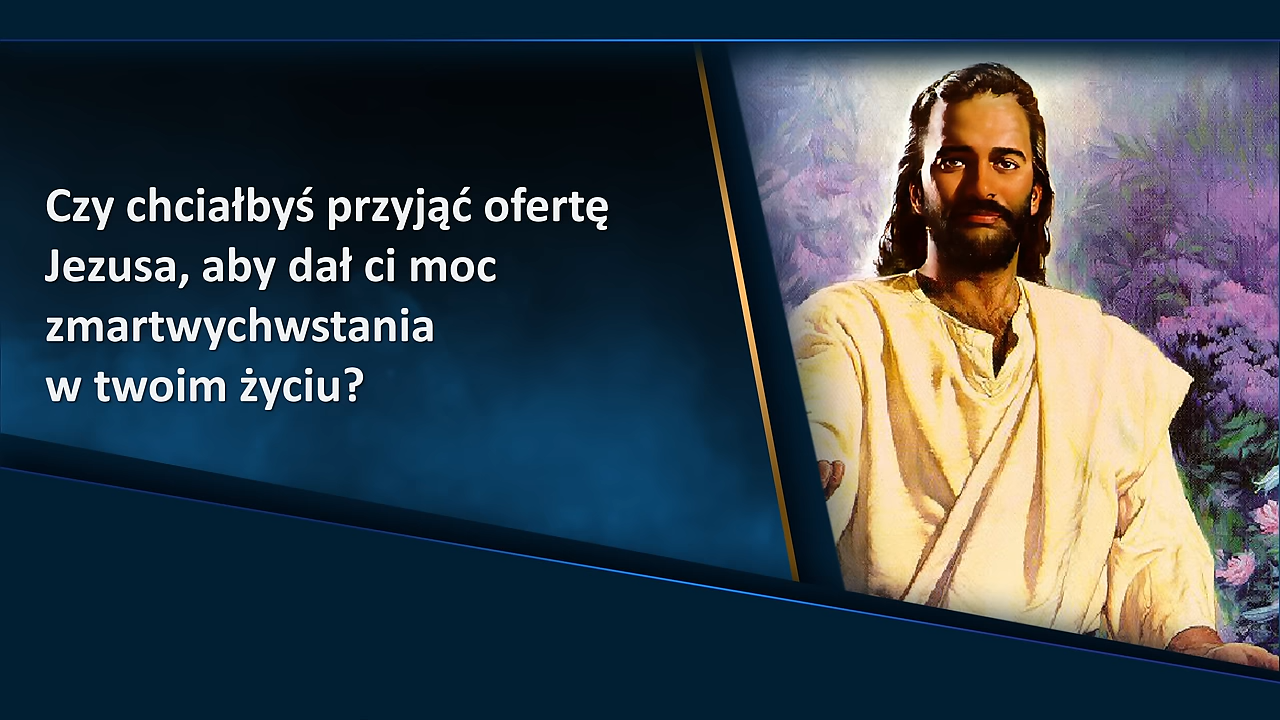 Czy chciałbyś przyjąć ofertę
Jezusa, aby dał ci moc
zmartwychwstania
w twoim życiu?